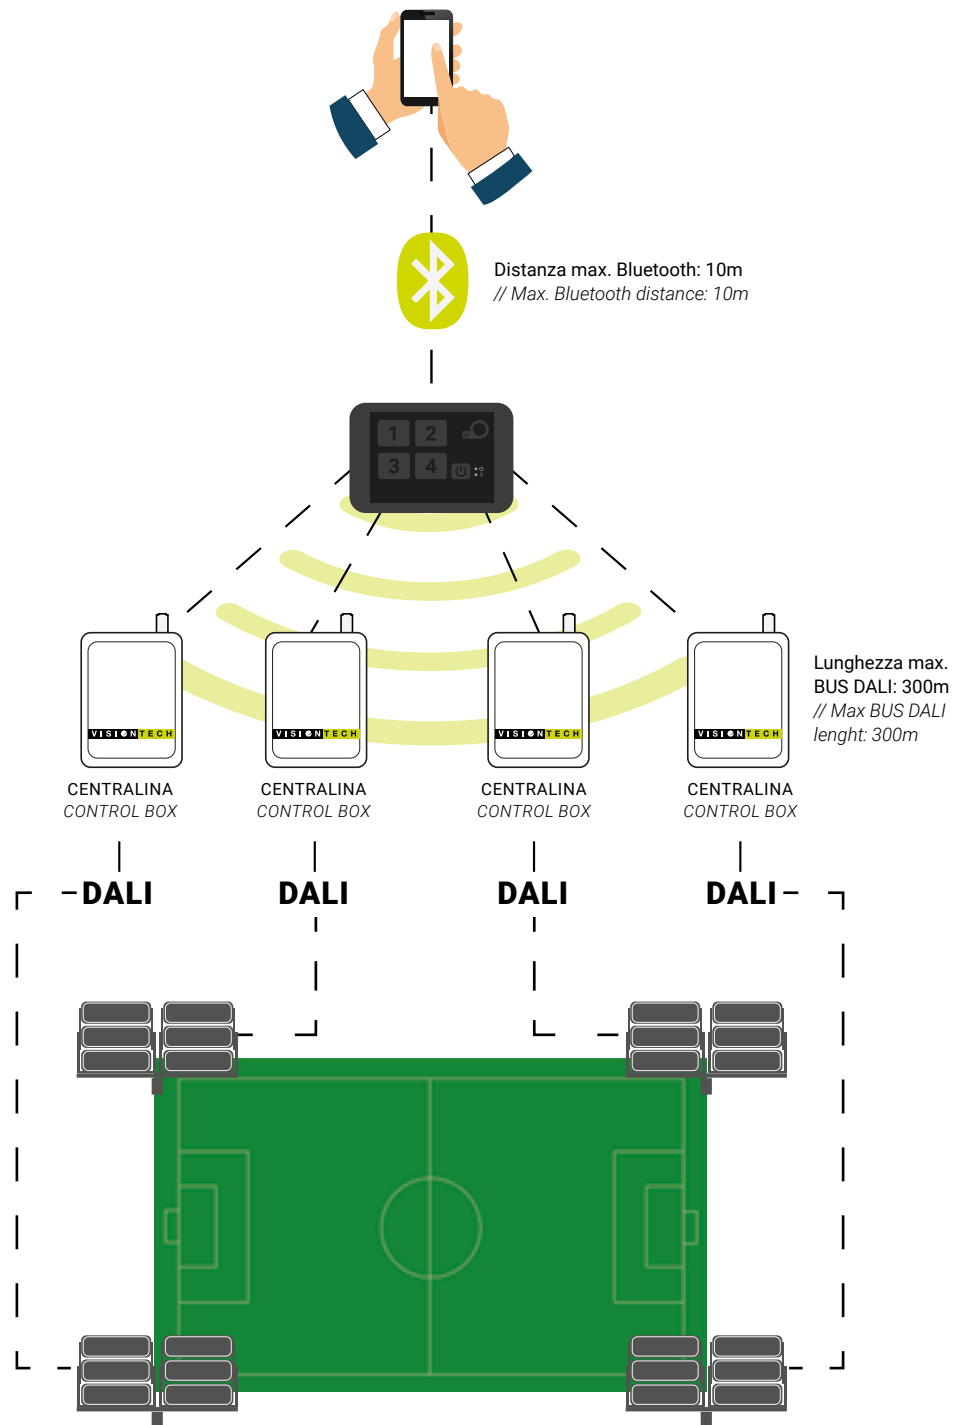 Distanza max. Bluetooth: 10m
// Max. Bluetooth distance: 10m
1 2
3 4
Lunghezza max.
BUS DALI: 300m
// Max BUS DALI
lenght: 300m
VISIONTECH VISIONTECH VISIONTECH VISIONTECH
CENTRALINA CENTRALINA CENTRALINA CENTRALINA
CONTROL BOX CONTROL BOX CONTROL BOX CONTROL BOX
DALI DALI DALI DALI